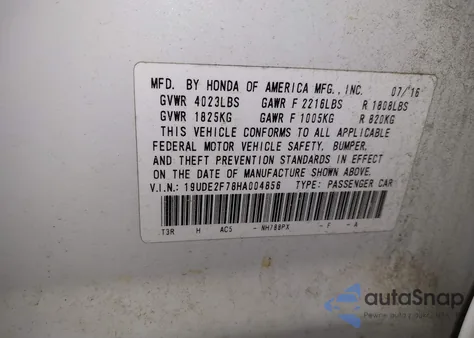 MFD. BY HONDA OF AMERICA MFG., INC. 07/16
GVWR 4023LBS GAWR F 2216LBS R 1808LBS
GVWR 1825KG GAWR F 1005KG R 820KG
THIS VEHICLE CONFORMS TO ALL APPLICABLE
FEDERAL MOTOR VEHICLE SAFETY, BUMPER,
AND THEFT PREVENTION STANDARDS IN EFFECT
ON THE DATE OF MANUFACTURE SHOWN ABOVE.
V.I.N.: 19UDE2F78HA004856 TYPE: PASSENGER CAR
T3R H AC5 - NH788PX - F - A
autaSnap